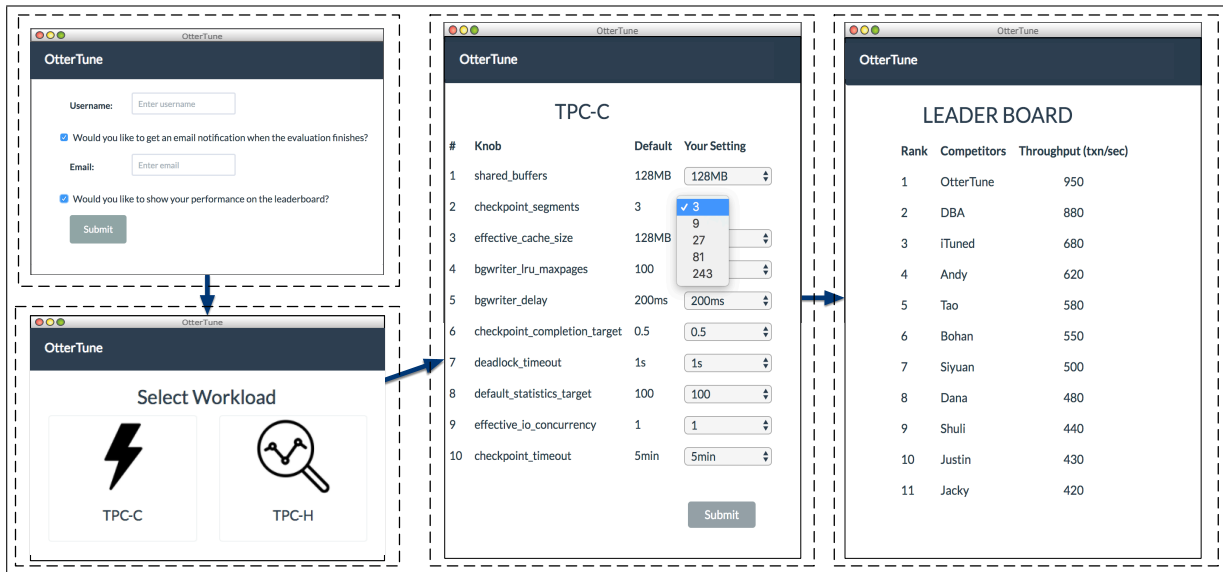 OtterTune
OtterTune
Username:
Enter username
Would you like to get an email notification when the evaluation finishes?
Email:
Enter email
Would you like to show your performance on the leaderboard?
Submit
OtterTune
OtterTune
Select Workload
TPC-C
TPC-H
OtterTune
OtterTune
TPC-C
# Knob Default Your Setting
1 shared_buffers 128MB 128MB
2 checkpoint_segments 3 ✓ 3
9
3 effective_cache_size 128MB 27
81
4 bgwriter_lru_maxpages 100 243
5 bgwriter_delay 200ms 200ms
6 checkpoint_completion_target 0.5 0.5
7 deadlock_timeout 1s 1s
8 default_statistics_target 100 100
9 effective_io_concurrency 1 1
10 checkpoint_timeout 5min 5min
Submit
OtterTune
OtterTune
LEADER BOARD
Rank Competitors Throughput (txn/sec)
1 OtterTune 950
2 DBA 880
3 iTuned 680
4 Andy 620
5 Tao 580
6 Bohan 550
7 Siyuan 500
8 Dana 480
9 Shuli 440
10 Justin 430
11 Jacky 420